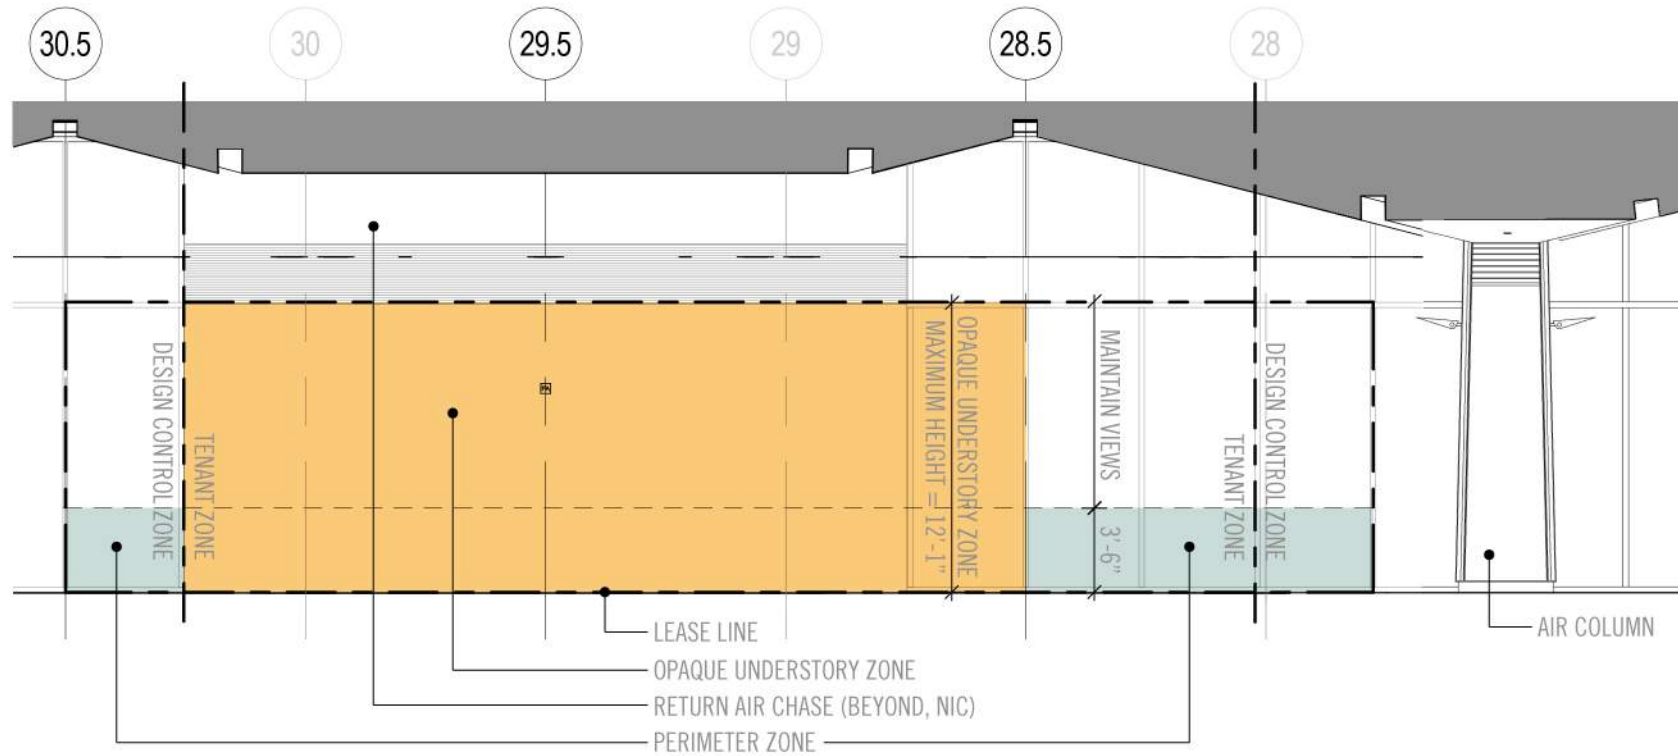 30.5
30
29.5
29
28.5
28
DESIGN CONTROL ZONE
TENANT ZONE
MAXIMUM HEIGHT = 12'-1"
OPAQUE UNDERSTORY ZONE
MAINTAIN VIEWS
3'-6"
TENANT ZONE
DESIGN CONTROL ZONE
LEASE LINE
OPAQUE UNDERSTORY ZONE
RETURN AIR CHASE (BEYOND, NIC)
PERIMETER ZONE
AIR COLUMN